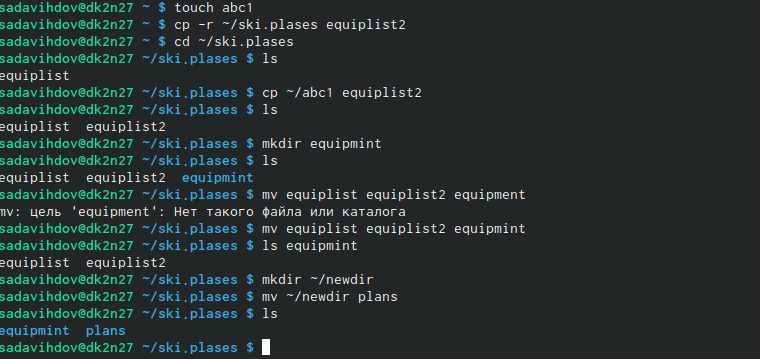 sadavihdov@dk2n27 ~ $ touch abc1
sadavihdov@dk2n27 ~ $ cp -r ~/ski.plases equiplist2
sadavihdov@dk2n27 ~ $ cd ~/ski.plases
sadavihdov@dk2n27 ~/ski.plases $ ls
equiplist
sadavihdov@dk2n27 ~/ski.plases $ cp ~/abc1 equiplist2
sadavihdov@dk2n27 ~/ski.plases $ ls
equiplist  equiplist2
sadavihdov@dk2n27 ~/ski.plases $ mkdir equipmint
sadavihdov@dk2n27 ~/ski.plases $ ls
equiplist  equiplist2  equipmint
sadavihdov@dk2n27 ~/ski.plases $ mv equiplist equiplist2 equipment
mv: цель 'equipment': Нет такого файла или каталога
sadavihdov@dk2n27 ~/ski.plases $ mv equiplist equiplist2 equipmint
sadavihdov@dk2n27 ~/ski.plases $ ls equipmint
equiplist  equiplist2
sadavihdov@dk2n27 ~/ski.plases $ mkdir ~/newdir
sadavihdov@dk2n27 ~/ski.plases $ mv ~/newdir plans
sadavihdov@dk2n27 ~/ski.plases $ ls
equipmint  plans
sadavihdov@dk2n27 ~/ski.plases $